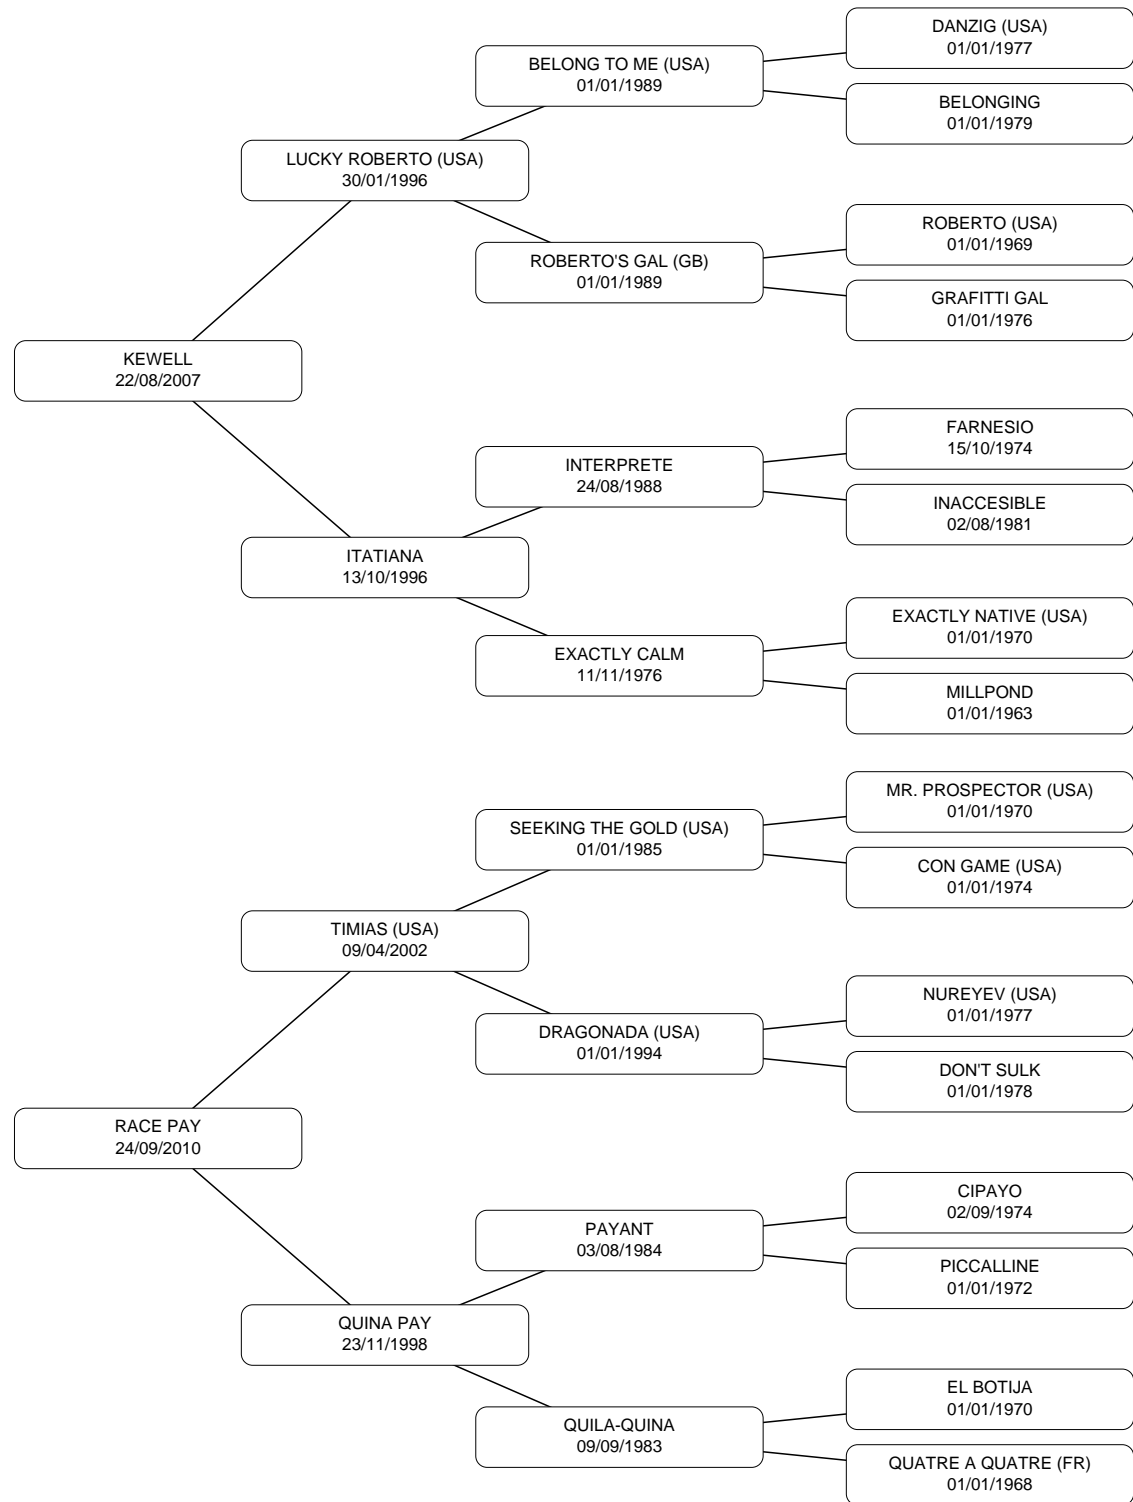 DANZIG (USA)
01/01/1977
BELONG TO ME (USA)
01/01/1989
BELONGING
01/01/1979
LUCKY ROBERTO (USA)
30/01/1996
ROBERTO (USA)
01/01/1969
ROBERTO'S GAL (GB)
01/01/1989
GRAFITTI GAL
01/01/1976
KEWELL
22/08/2007
FARNESIO
15/10/1974
INTERPRETE
24/08/1988
INACCESIBLE
02/08/1981
ITATIANA
13/10/1996
EXACTLY NATIVE (USA)
01/01/1970
EXACTLY CALM
11/11/1976
MILLPOND
01/01/1963
MR. PROSPECTOR (USA)
01/01/1970
SEEKING THE GOLD (USA)
01/01/1985
CON GAME (USA)
01/01/1974
TIMIAS (USA)
09/04/2002
NUREYEV (USA)
01/01/1977
DRAGONADA (USA)
01/01/1994
DON'T SULK
01/01/1978
RACE PAY
24/09/2010
CIPAYO
02/09/1974
PAYANT
03/08/1984
PICCALLINE
01/01/1972
QUINA PAY
23/11/1998
EL BOTIJA
01/01/1970
QUILA-QUINA
09/09/1983
QUATRE A QUATRE (FR)
01/01/1968